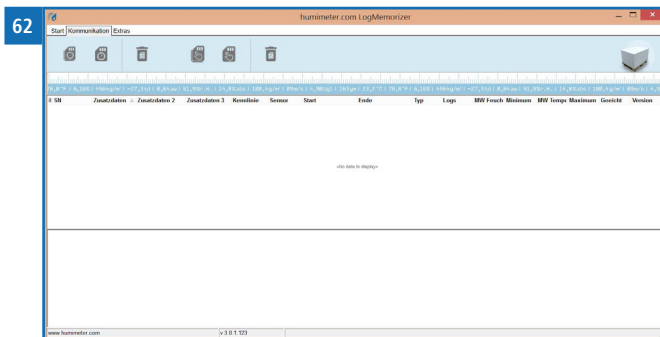 62
humimeter.com LogMemorizer
Start Kommunikation Extras
# SN Zusatzdaten Zusatzdaten 2 Zusatzdaten 3 Kennlinie Sensor Start Ende Typ Logs MW Feuch Minimum MW Tempe Maximum Geeicht Version
<No data to display>
www.humimeter.com v 3.0.1.123